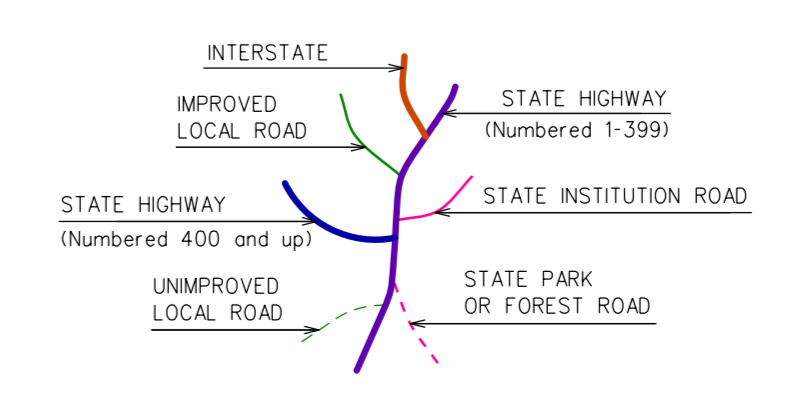 INTERSTATE
STATE HIGHWAY
(Numbered 1-399)
IMPROVED
LOCAL ROAD
STATE INSTITUTION ROAD
STATE HIGHWAY
(Numbered 400 and up)
STATE PARK
OR FOREST ROAD
UNIMPROVED
LOCAL ROAD